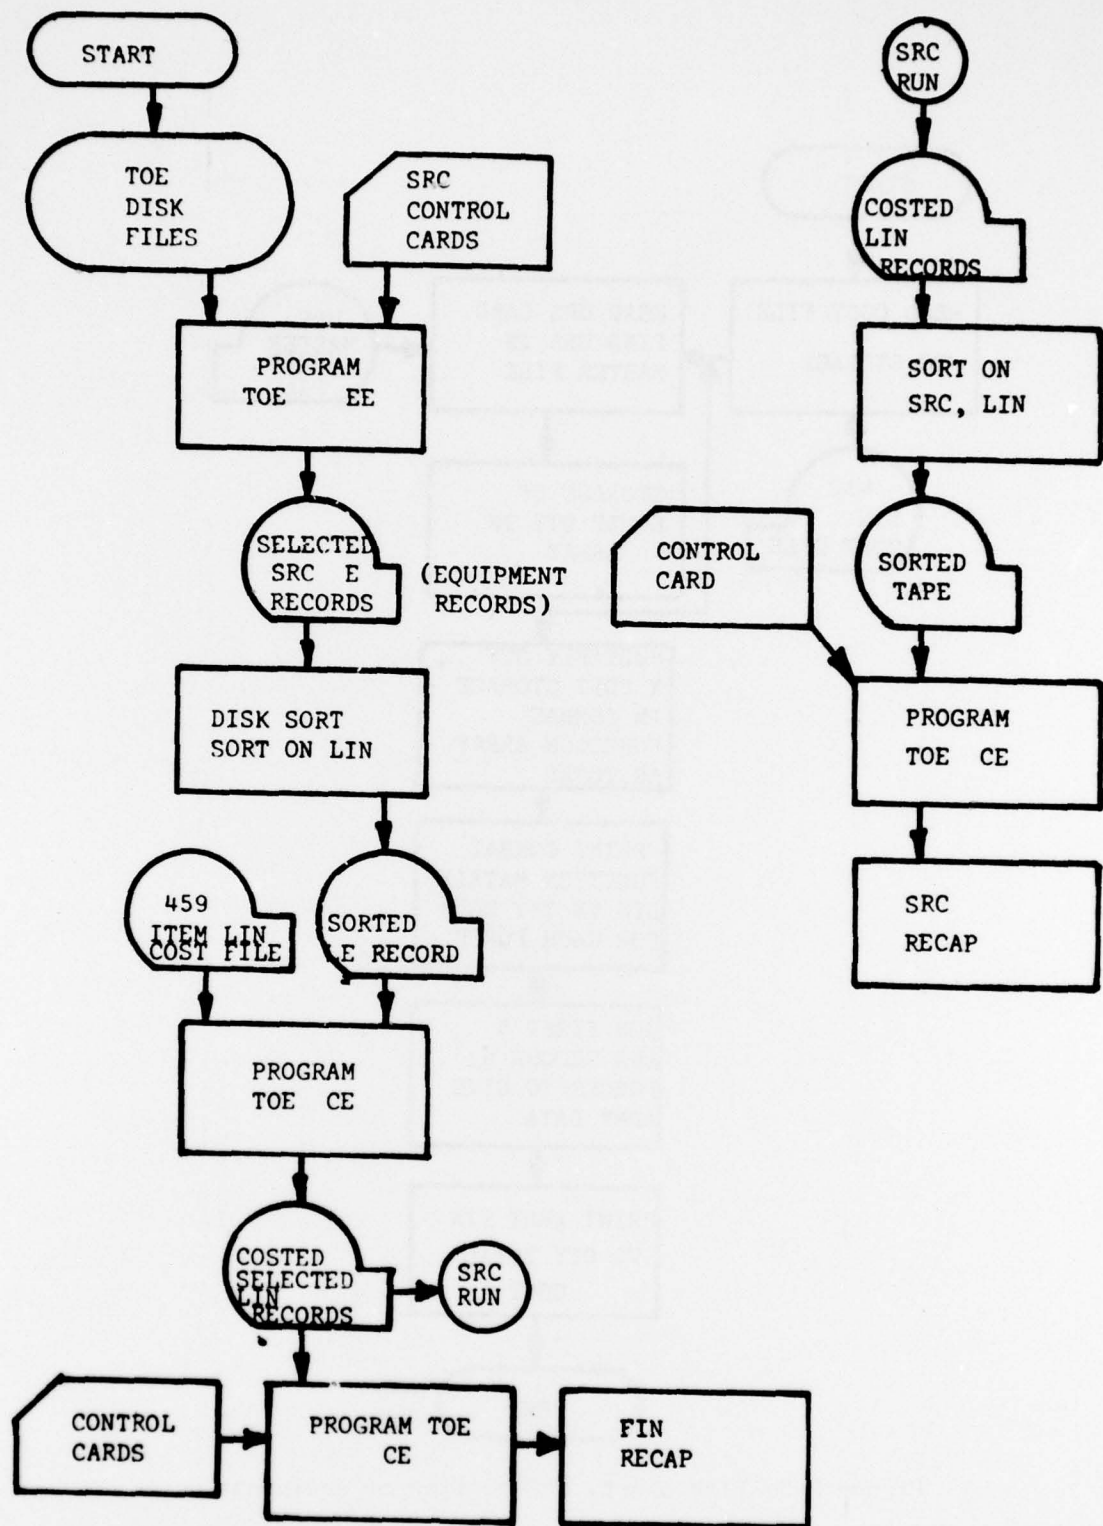 START
TOE
DISK
FILES
SRC
CONTROL
CARDS
PROGRAM
TOE EE
SELECTED
SRC E
RECORDS
(EQUIPMENT
RECORDS)
DISK SORT
SORT ON LIN
459
ITEM LIN
COST FILE
SORTED
LE RECORD
PROGRAM
TOE CE
COSTED
SELECTED
LIN
RECORDS
SRC
RUN
CONTROL
CARDS
PROGRAM TOE
CE
FIN
RECAP
SRC
RUN
COSTED
LIN
RECORDS
SORT ON
SRC, LIN
CONTROL
CARD
SORTED
TAPE
PROGRAM
TOE CE
SRC
RECAP